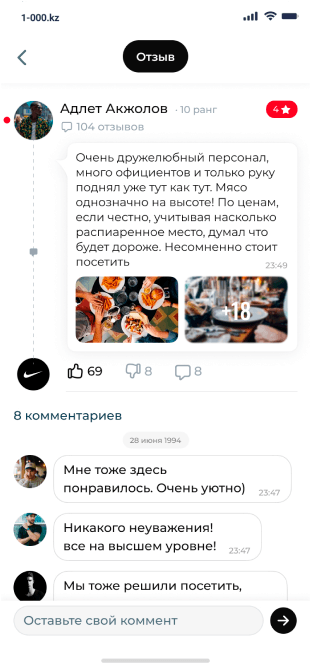 1-000.kz
Отзыв
Адлет Акжолов · 10 ранг
4
104 отзывов
Очень дружелюбный персонал,
много официентов и только руку
поднял уже тут как тут. Мясо
однозначно на высоте! По ценам,
если честно, учитывая насколько
распиаренное место, думал что
будет дороже. Несомненно стоит
посетить
23:49
+18
69
8
8
8 комментариев
28 июня 1994
Мне тоже здесь
понравилось. Очень уютно)
23:47
Никакого неуважения!
все на высшем уровне!
23:47
Мы тоже решили посетить,
Оставьте свой коммент